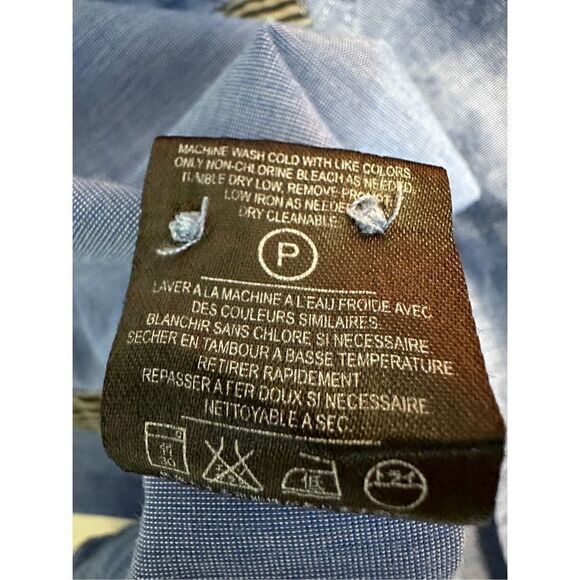 MACHINE WASH COLD WITH LIKE COLORS
ONLY NON-CHLORINE BLEACH AS NEEDED
TUMBLE DRY LOW, REMOVE
LOW IRON AS NEEDED
DRY CLEANABLE
P
LAVER A LA MACHINE A L'EAU FROIDE AVEC
DES COULEURS SIMILAIRES.
BLANCHIR SANS CHLORE SI NECESSAIRE
SECHER EN TAMBOUR A BASSE TEMPERATURE
RETIRER RAPIDEMENT.
REPASSER A FER DOUX SI NECESSAIRE
NETTOYABLE A SEC.